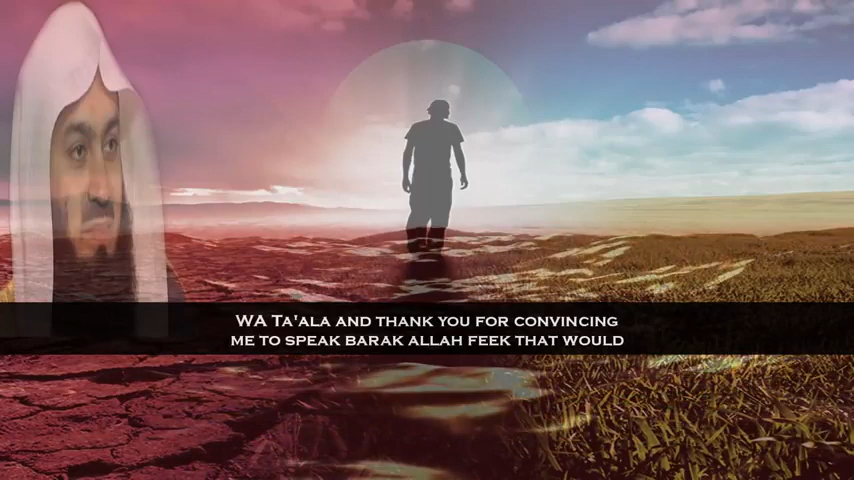 WA TA'ALA AND THANK YOU FOR CONVINCING
ME TO SPEAK BARAK ALLAH FEEK THAT WOULD